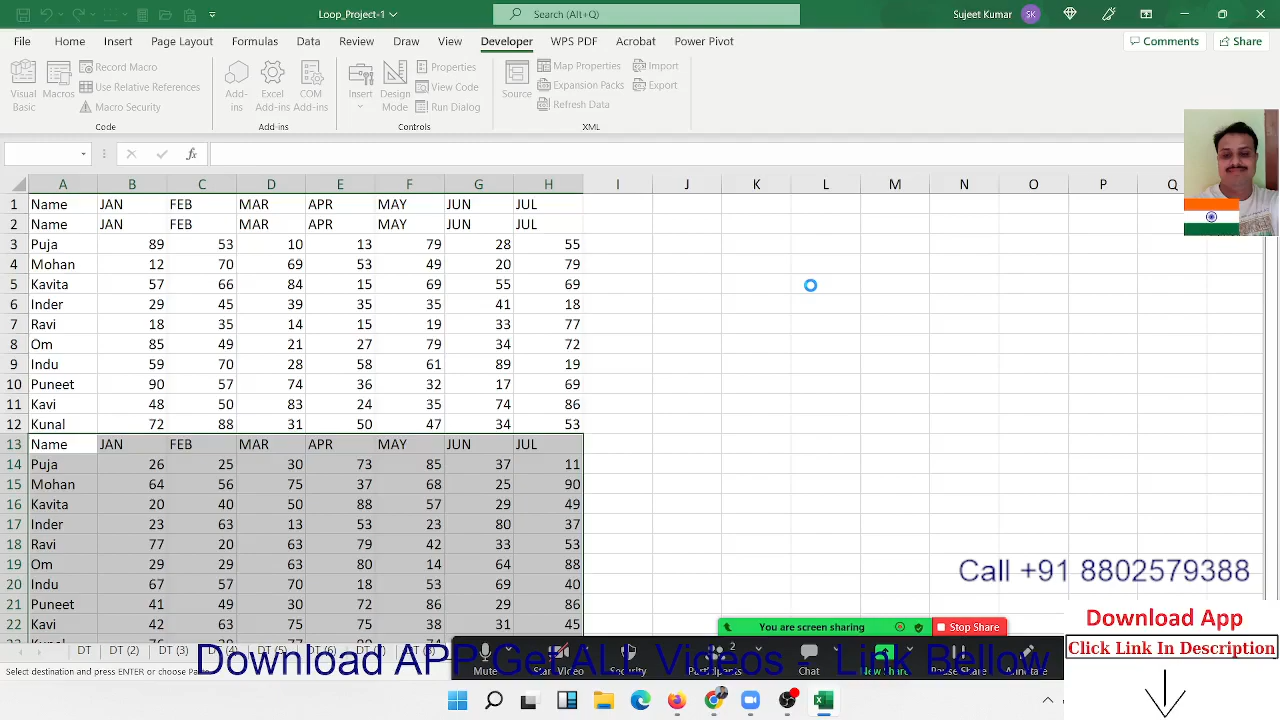 Loop_Project-1
Search (Alt+Q)
Sujeet Kumar SK
File Home Insert Page Layout Formulas Data Review View Developer WPS PDF Acrobat Power Pivot
Comments Share
Visual Basic
Macros
Record Macro
Use Relative References
Macro Security
Code
Add-ins
Excel Add-ins
COM Add-ins
Add-ins
Insert
Design Mode
Properties
View Code
Run Dialog
Controls
Source
Map Properties
Expansion Packs
Refresh Data
Import
Export
XML
fx
A B C D E F G H I J K L M N O P Q
1 Name JAN FEB MAR APR MAY JUN JUL
2 Name JAN FEB MAR APR MAY JUN JUL
3 Puja 89 53 10 13 79 28 55
4 Mohan 12 70 69 53 49 20 79
5 Kavita 57 66 84 15 69 55 69
6 Inder 29 45 39 35 35 41 18
7 Ravi 18 35 14 15 19 33 77
8 Om 85 49 21 27 79 34 72
9 Indu 59 70 28 58 61 89 19
10 Puneet 90 57 74 36 32 17 69
11 Kavi 48 50 83 24 35 74 86
12 Kunal 72 88 31 50 47 34 53
13 Name JAN FEB MAR APR MAY JUN JUL
14 Puja 26 25 30 73 85 37 11
15 Mohan 64 56 75 37 68 25 90
16 Kavita 20 40 50 88 57 29 49
17 Inder 23 63 13 53 23 80 37
18 Ravi 77 20 63 79 42 33 53
19 Om 29 29 63 80 14 64 88
20 Indu 67 57 70 18 53 69 40
21 Puneet 41 49 30 72 86 29 86
22 Kavi 42 63 75 75 38 31 45
Call +91 8802579388
Download App
Click Link In Description
You are screen sharing
Stop Share
DT DT (2) DT (3)
Download APP Get ALL Videos - Link Bellow
Mute Start Video Security Participants 2 Chat New Share Pause Share Annotate
Select destination and press ENTER or choose Pa